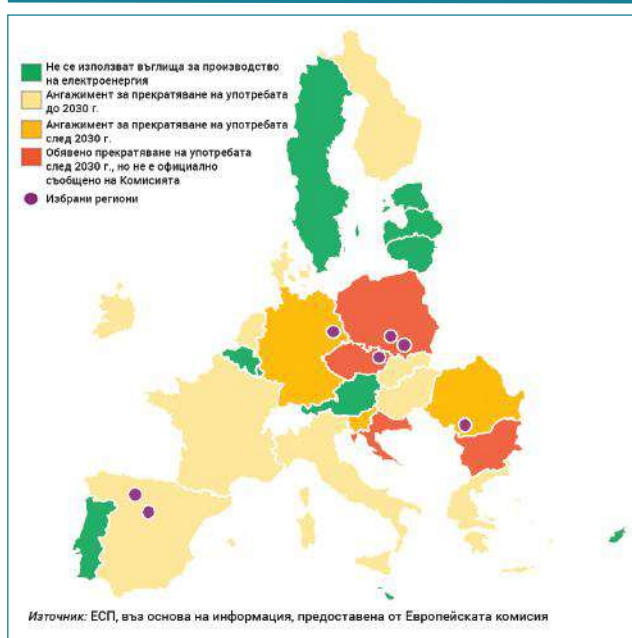 Не се използват въглища за производство
на електроенергия
Ангажимент за прекратяване на употребата
до 2030 г.
Ангажимент за прекратяване на употребата
след 2030 г.
Обявено прекратяване на употребата
след 2030 г., но не е официално
съобщено на Комисията
Избрани региони
Източник: ЕСП, въз основа на информация, предоставена от Европейската комисия